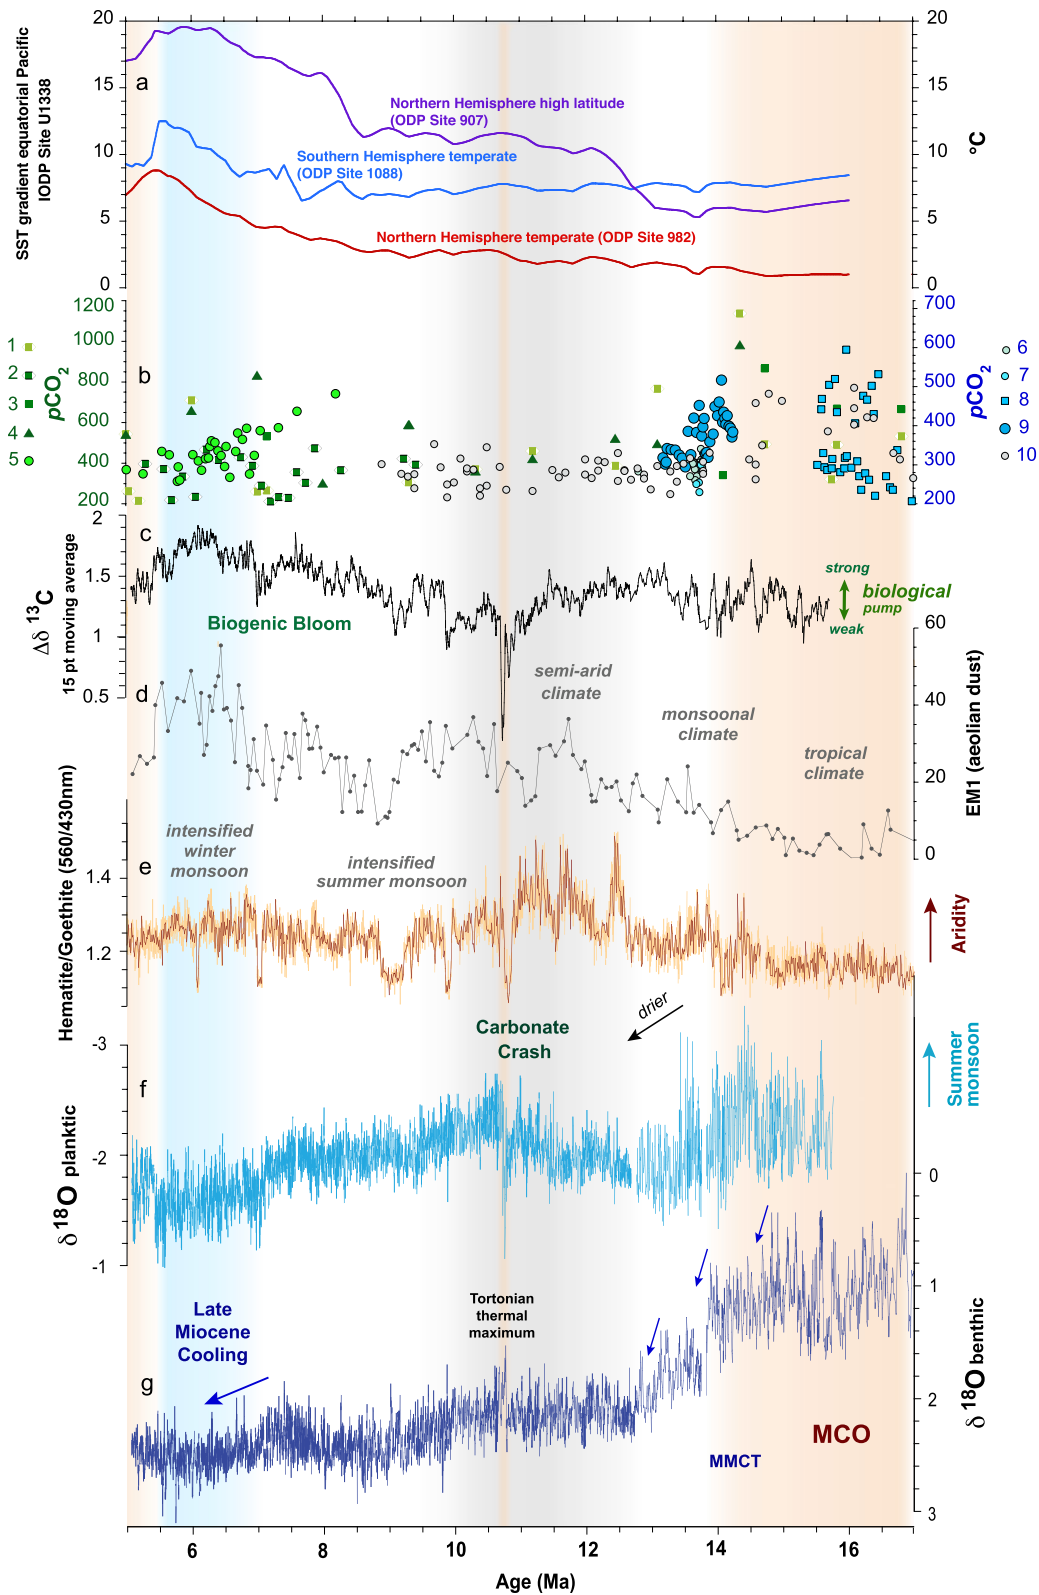 SST gradient equatorial Pacific
IODP Site U1338
20
15
10
5
0
a
Northern Hemisphere high latitude
(ODP Site 907)
Southern Hemisphere temperate
(ODP Site 1088)
Northern Hemisphere temperate (ODP Site 982)
20
15
10
5
0
°C
1
2
3
4
5
pCO2
1200
1000
800
600
400
200
b
700
600
500
400
300
200
pCO2
6
7
8
9
10
Δδ 13C
15 pt moving average
2
1.5
1
0.5
c
Biogenic Bloom
strong
biological
pump
weak
d
semi-arid
climate
monsoonal
climate
tropical
climate
60
40
20
0
EM1 (aeolian dust)
Hematite/Goethite (560/430nm)
1.4
1.2
e
intensified
winter
monsoon
intensified
summer monsoon
Aridity
drier
Carbonate
Crash
δ 18O planktic
-3
-2
-1
f
Summer
monsoon
Late
Miocene
Cooling
Tortonian
thermal
maximum
g
0
1
2
3
δ 18O benthic
MCO
MMCT
6
8
10
12
14
16
Age (Ma)